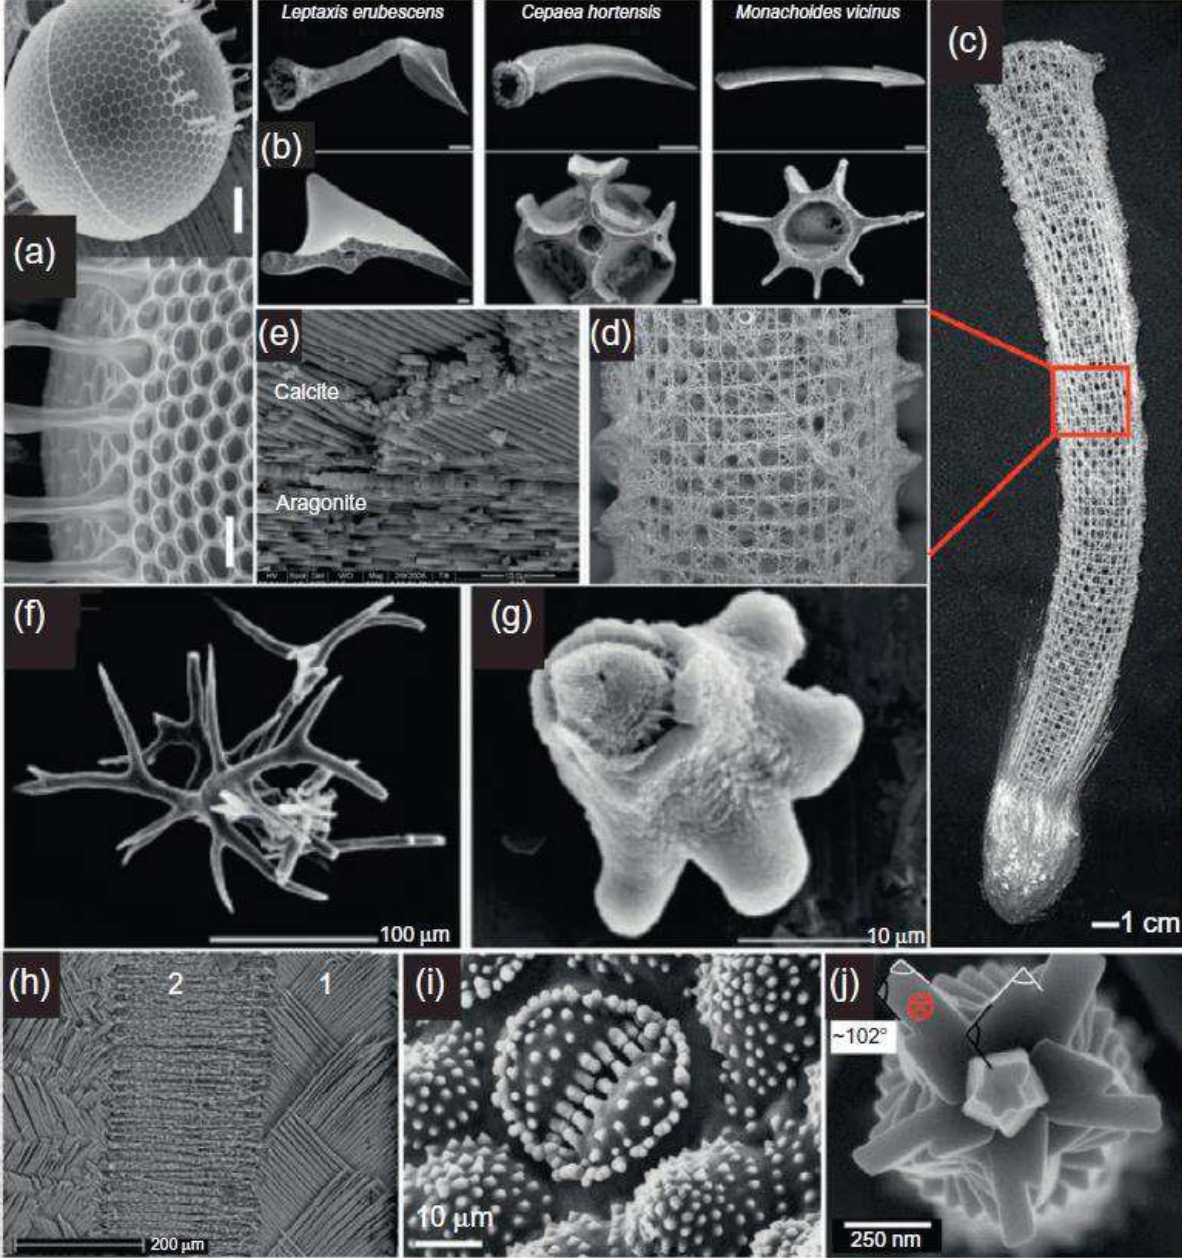 Leptaxis erubescens
Cepaea hortensis
Monachoides vicinus
(c)
(b)
(a)
(e)
(d)
Calcite
Aragonite
(f)
(g)
100 μm
10 μm
1 cm
(h)
2
1
(i)
(j)
~102°
200 μm
10 μm
250 nm